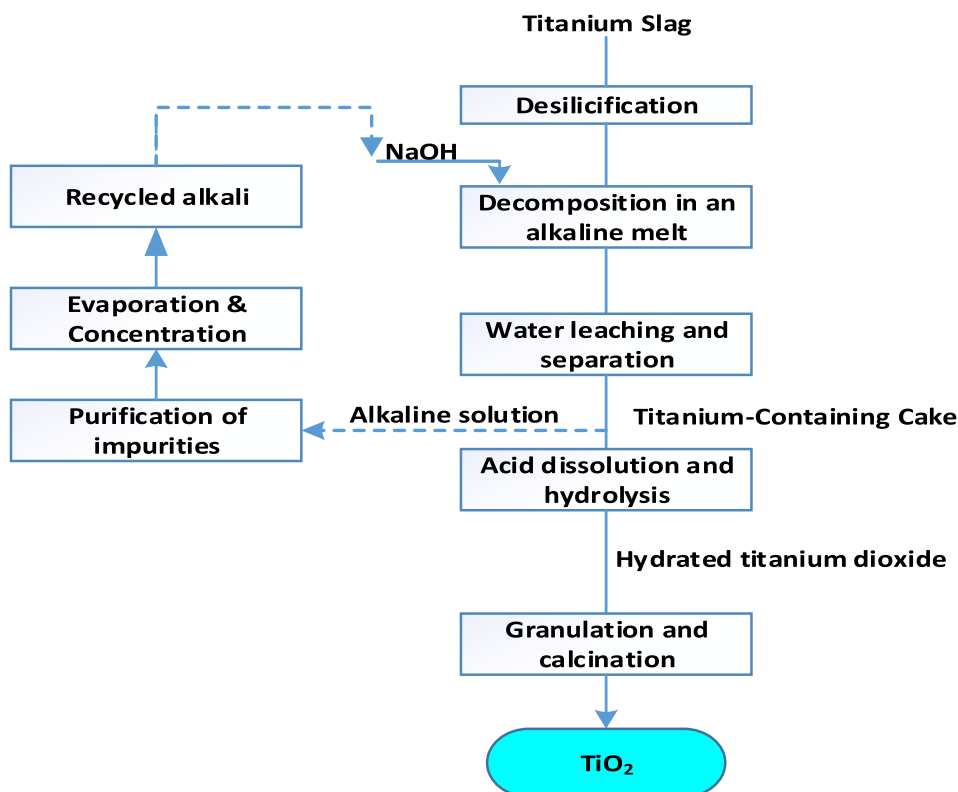 Titanium Slag
Desilicification
NaOH
Recycled alkali
Decomposition in an
alkaline melt
Evaporation &
Concentration
Water leaching and
separation
Purification of
impurities
Alkaline solution
Titanium-Containing Cake
Acid dissolution and
hydrolysis
Hydrated titanium dioxide
Granulation and
calcination
TiO₂